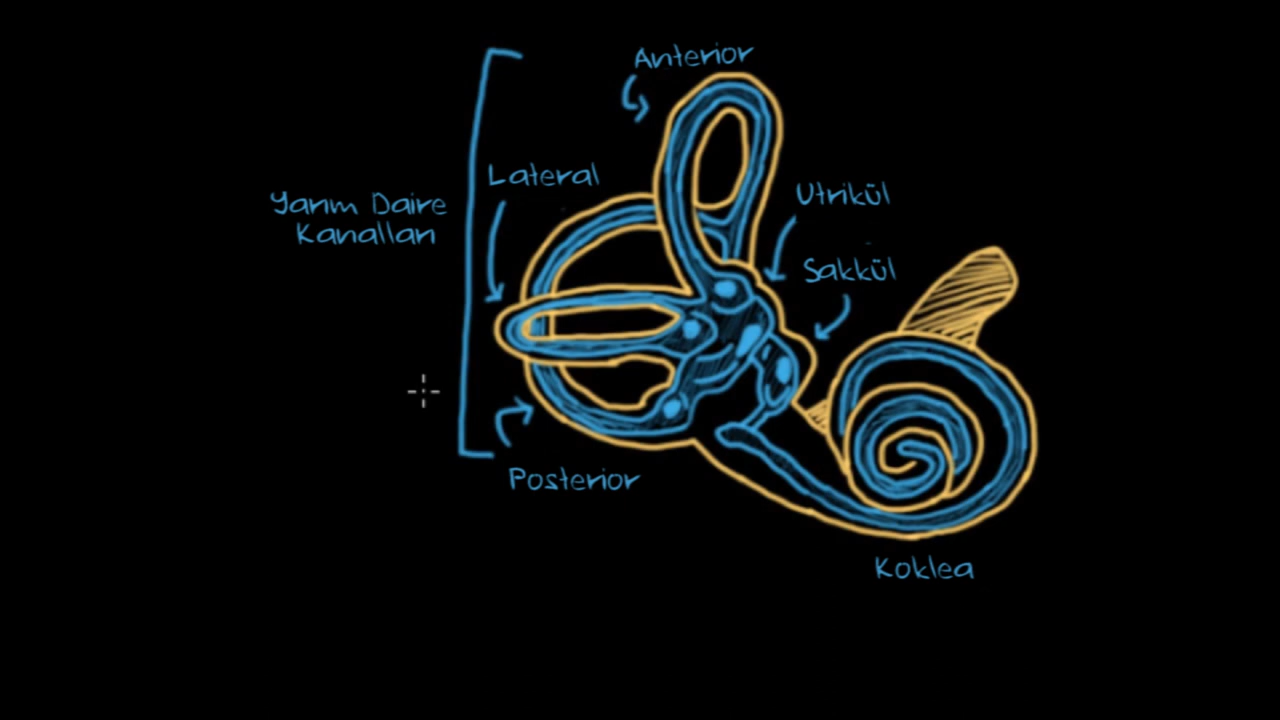 Anterior
Lateral
Yarım Daire
Kanalları
Utrikül
Sakkül
Posterior
Koklea